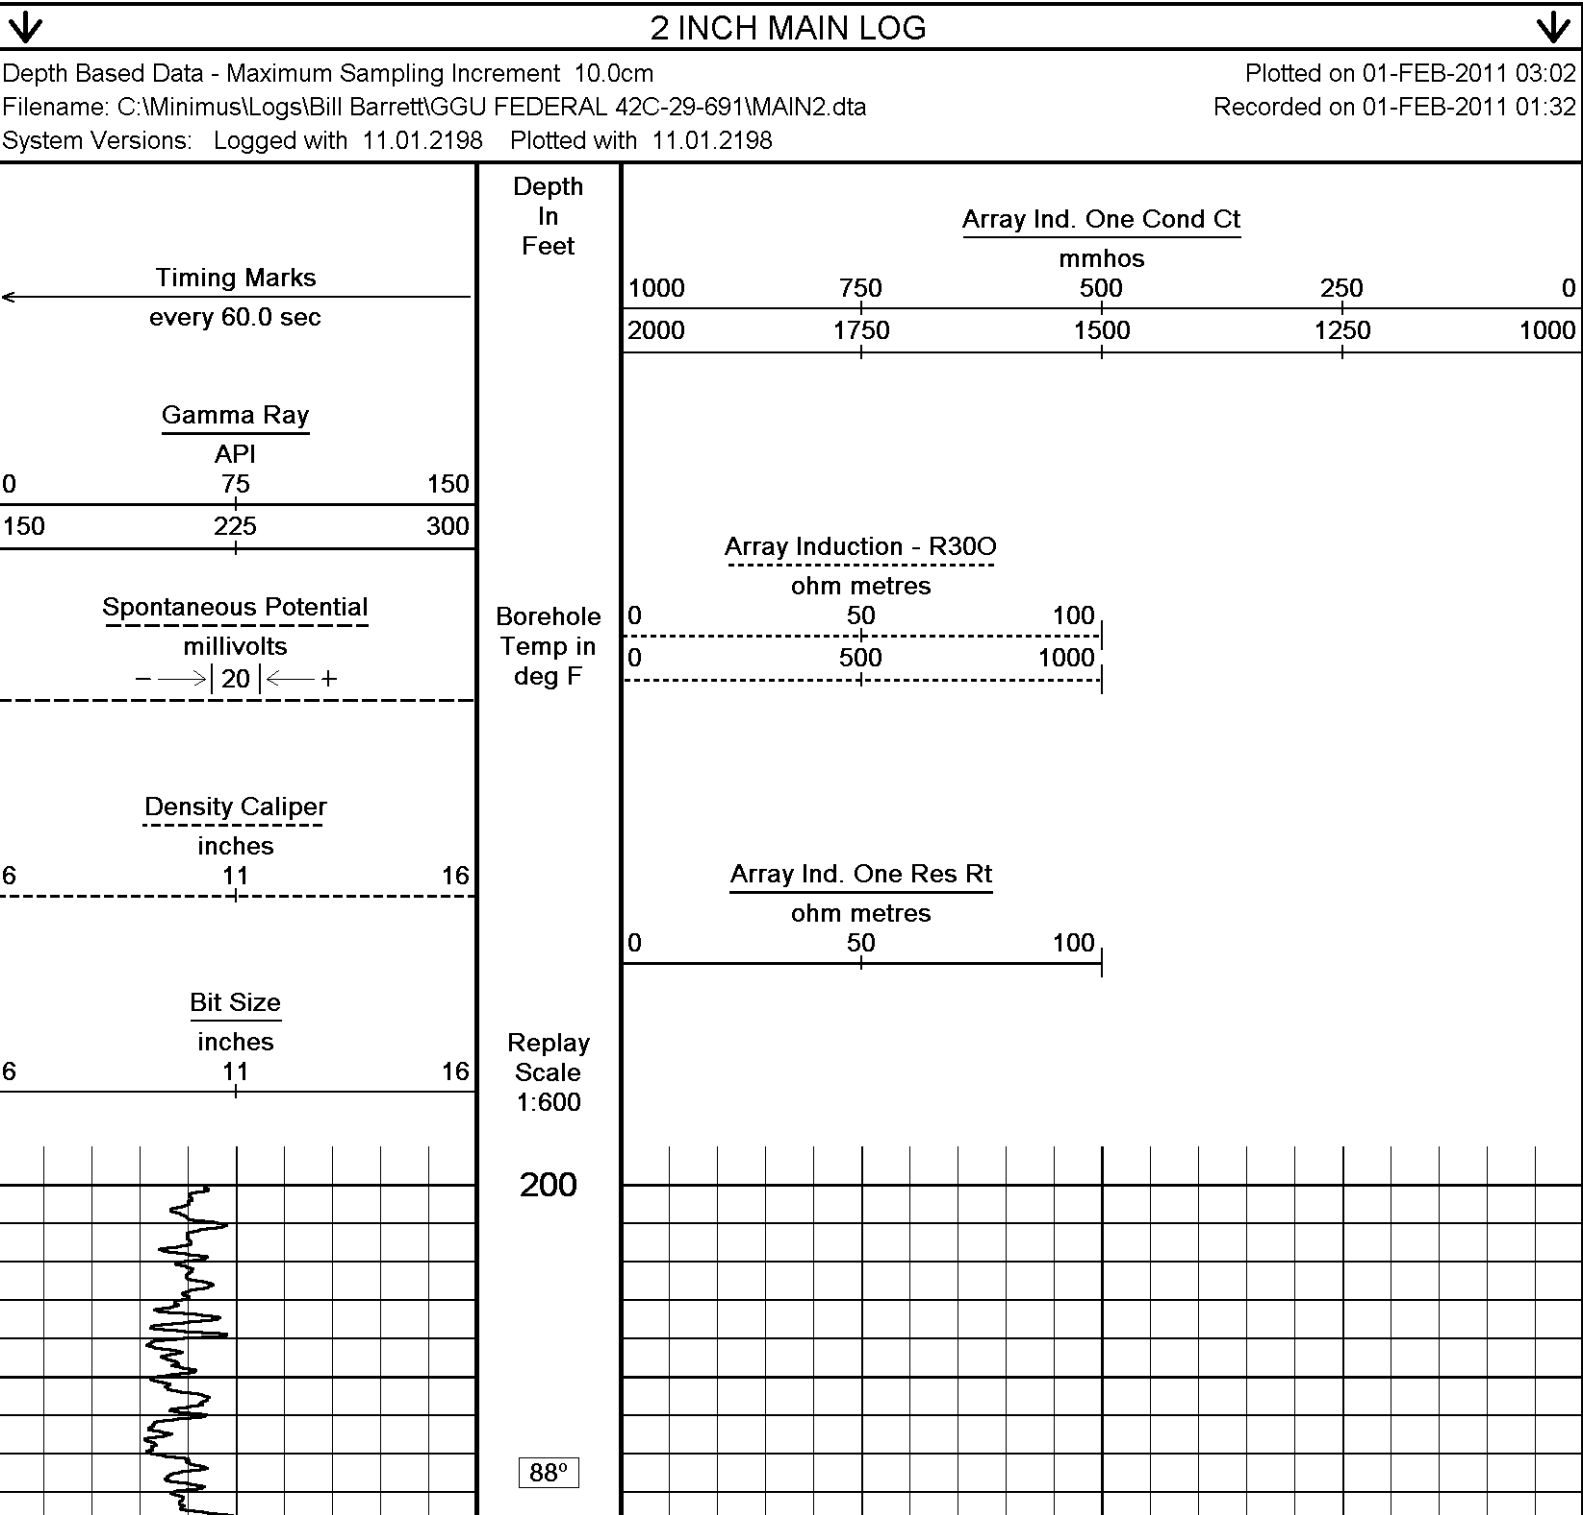 2 INCH MAIN LOG
Depth Based Data - Maximum Sampling Increment 10.0cm
Plotted on 01-FEB-2011 03:02
Filename: C:\Minimus\Logs\Bill Barrett\GGU FEDERAL 42C-29-691\MAIN2.dta
Recorded on 01-FEB-2011 01:32
System Versions: Logged with 11.01.2198 Plotted with 11.01.2198
Timing Marks
every 60.0 sec
Gamma Ray
API
0 75 150
150 225 300
Spontaneous Potential
millivolts
− 20 +
Density Caliper
inches
6 11 16
Bit Size
inches
6 11 16
Depth
In
Feet
Borehole
Temp in
deg F
Replay
Scale
1:600
200
88º
Array Ind. One Cond Ct
mmhos
1000 750 500 250 0
2000 1750 1500 1250 1000
Array Induction - R30O
ohm metres
0 50 100
0 500 1000
Array Ind. One Res Rt
ohm metres
0 50 100